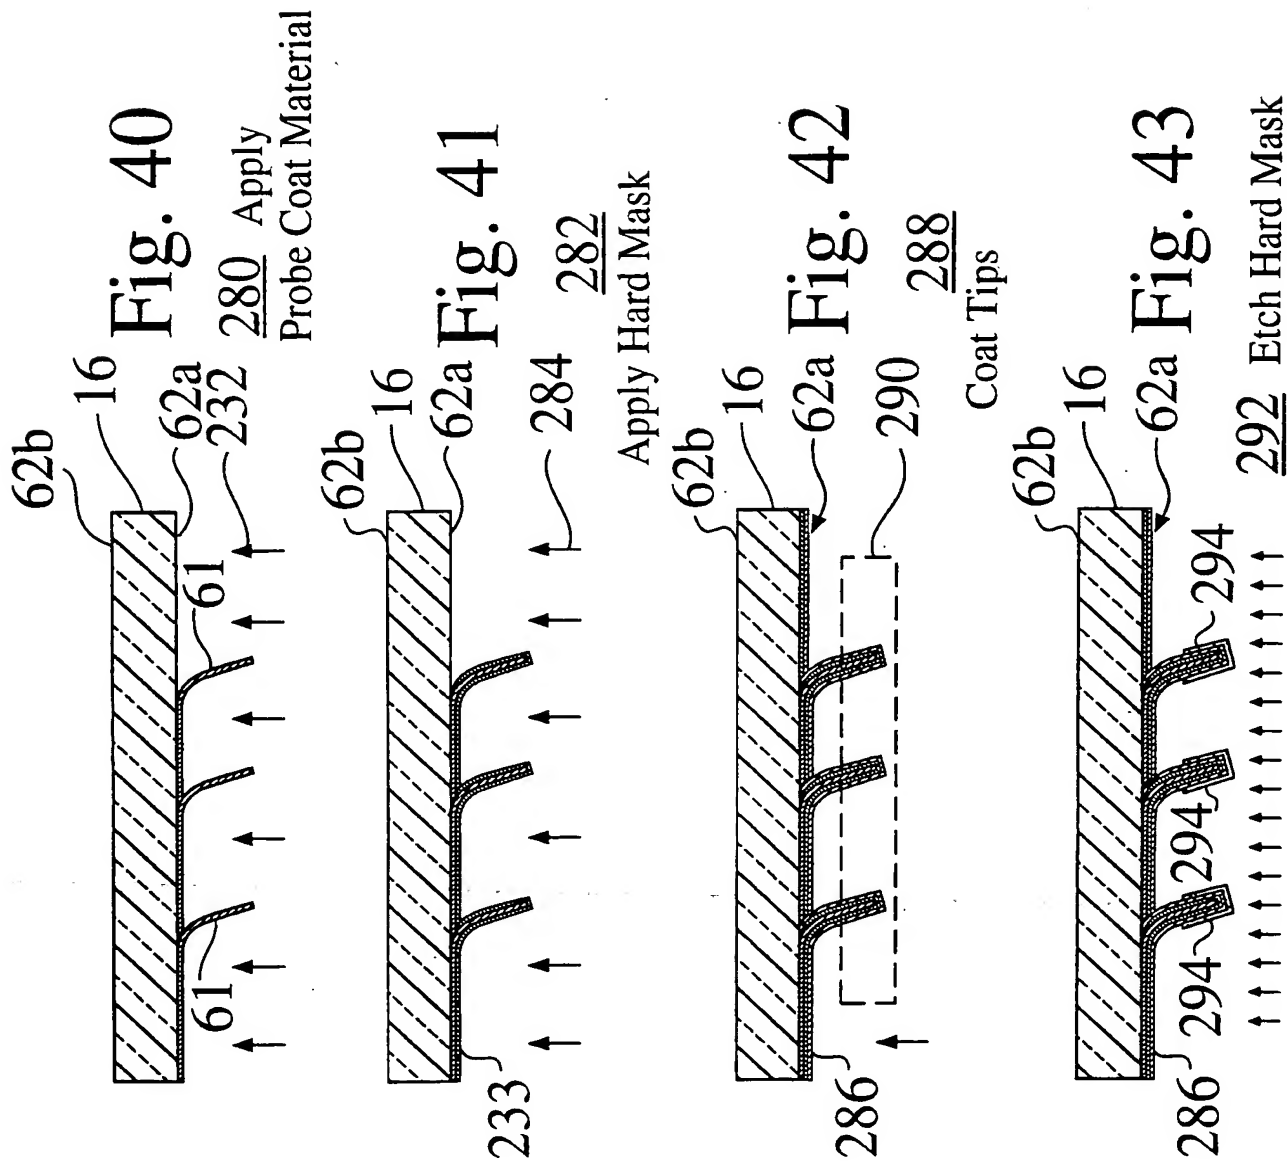 62b
16
Fig. 40
62a
232
280 Apply
Probe Coat Material
61
61
62b
16
Fig. 41
62a
284
282
Apply Hard Mask
233
62b
16
Fig. 42
62a
290
288
Coat Tips
286
62b
16
Fig. 43
62a
294
294
294
286
292 Etch Hard Mask